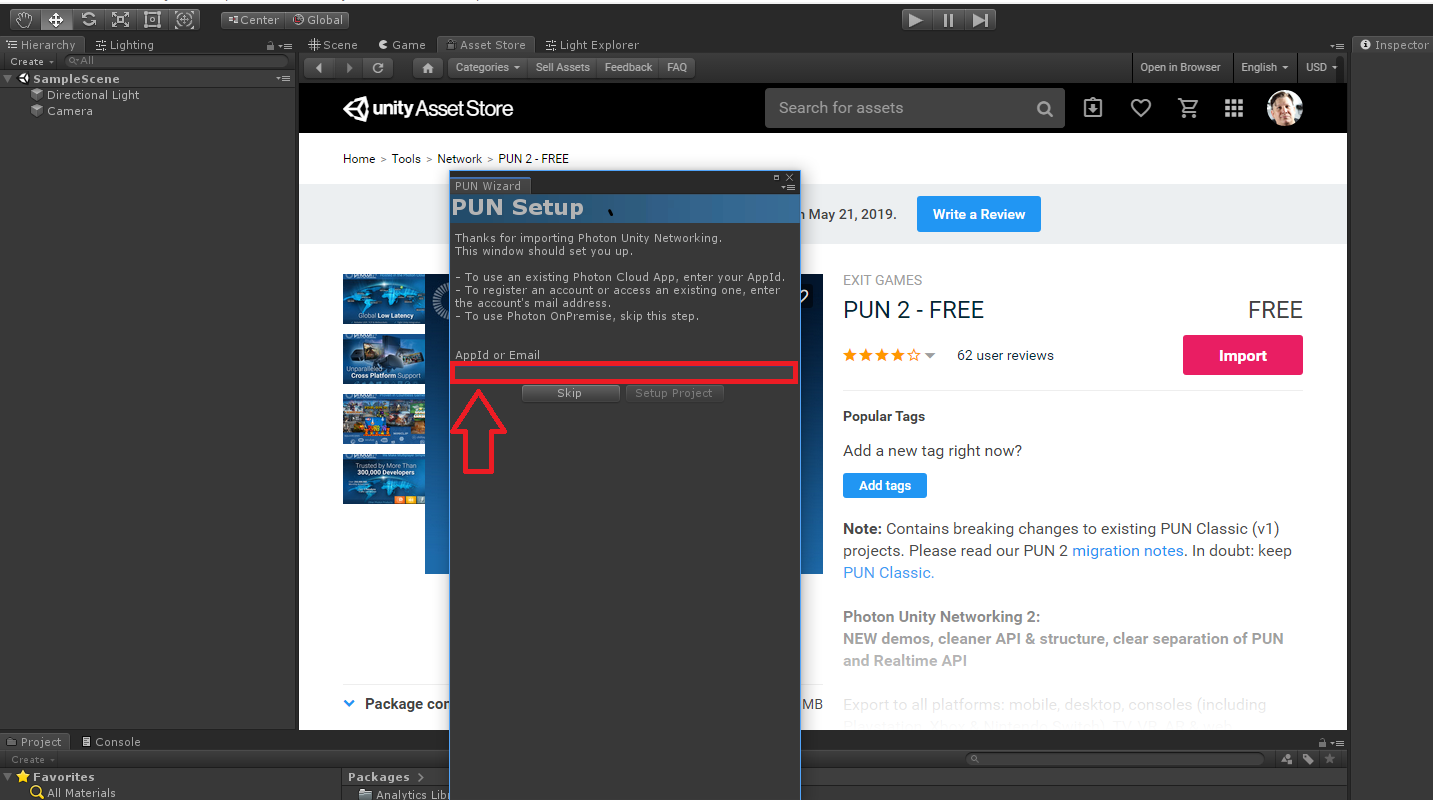 Center
Global
Hierarchy
Lighting
Scene
Game
Asset Store
Light Explorer
Inspector
Create
All
SampleScene
Directional Light
Camera
Categories
Sell Assets
Feedback
FAQ
Open in Browser
English
USD
unity Asset Store
Search for assets
Home > Tools > Network > PUN 2 - FREE
PUN Wizard
PUN Setup
May 21, 2019.
Write a Review
Thanks for importing Photon Unity Networking.
This window should set you up.
- To use an existing Photon Cloud App, enter your AppId.
- To register an account or access an existing one, enter
the account's mail address.
- To use Photon OnPremise, skip this step.
AppId or Email
Skip
Setup Project
Global Low Latency
Unparalleled
Cross Platform Support
Trusted by More Than
300,000 Developers
EXIT GAMES
PUN 2 - FREE
FREE
62 user reviews
Import
Popular Tags
Add a new tag right now?
Add tags
Note: Contains breaking changes to existing PUN Classic (v1)
projects. Please read our PUN 2 migration notes. In doubt: keep
PUN Classic.
Photon Unity Networking 2:
NEW demos, cleaner API & structure, clear separation of PUN
and Realtime API
Package con
MB
Export to all platforms: mobile, desktop, consoles (including
Project
Console
Create
Favorites
All Materials
Packages >
Analytics Lib